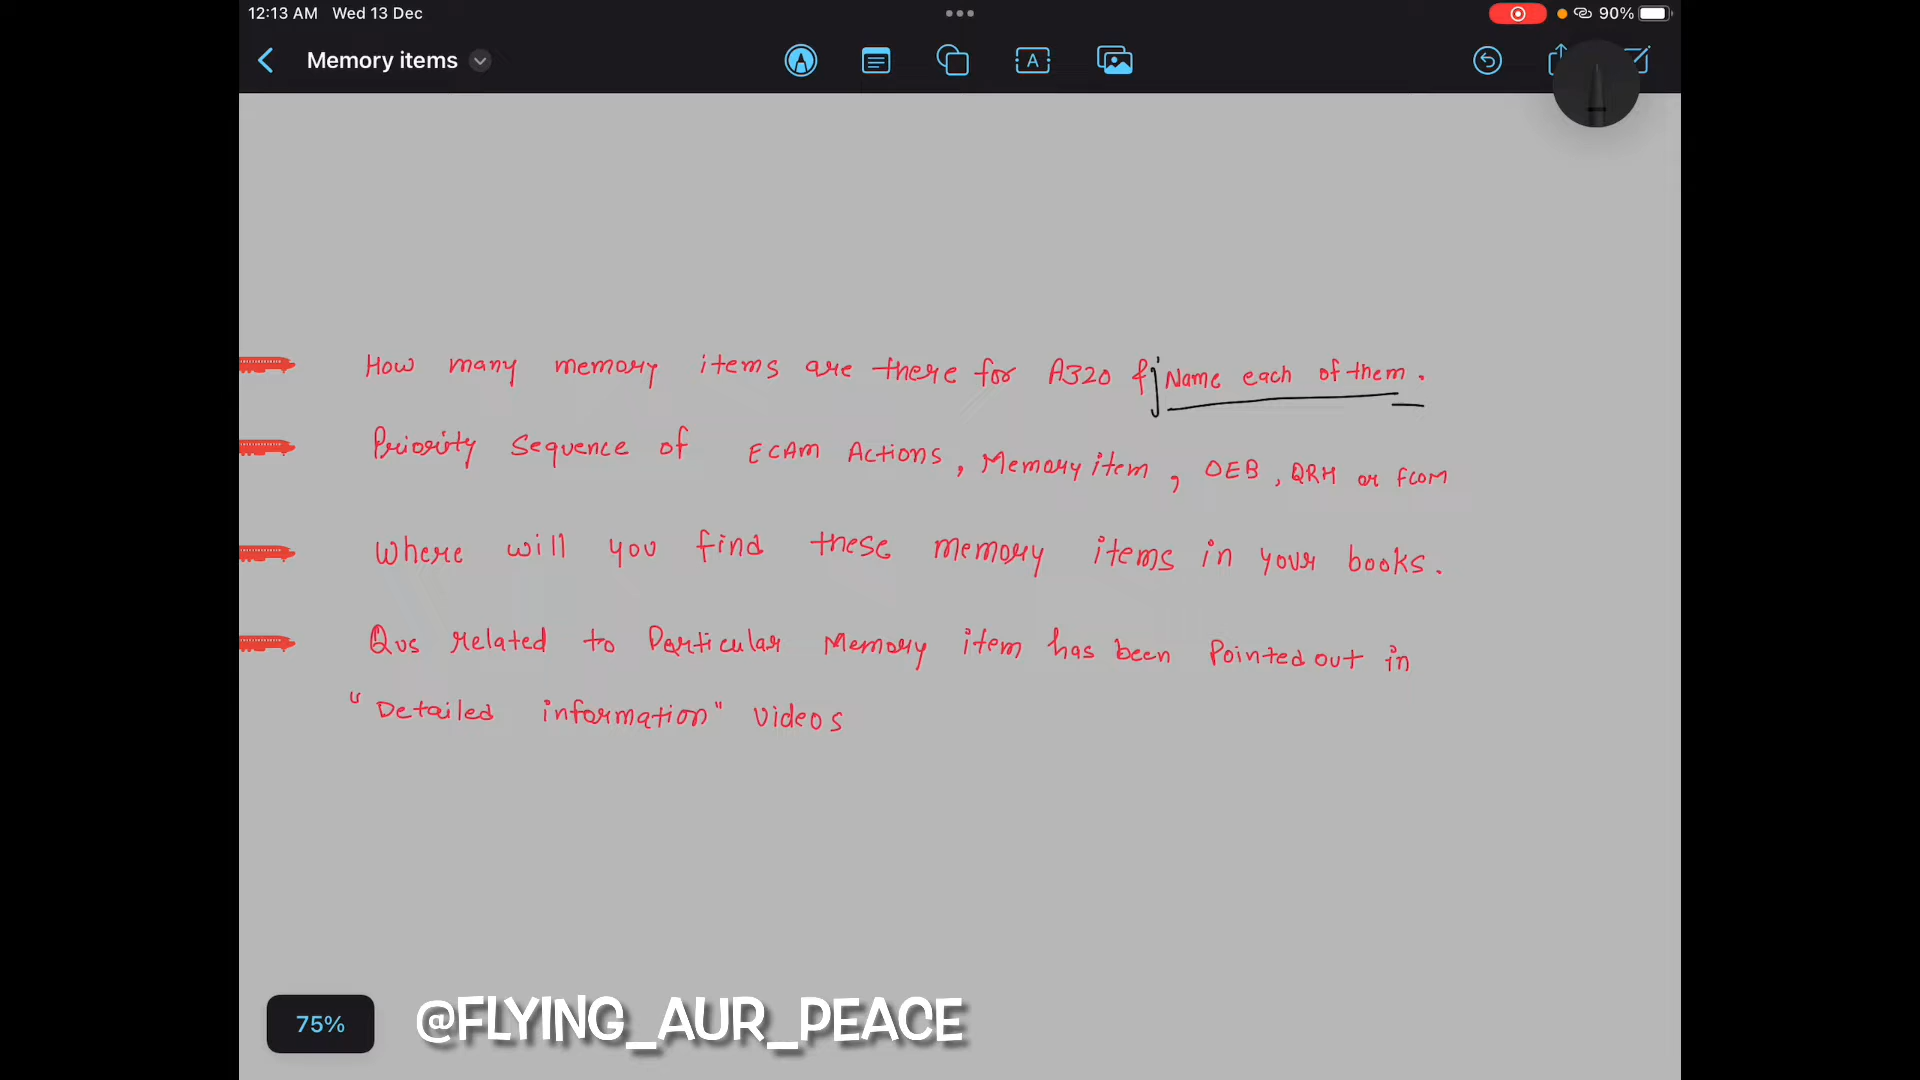 12:13 AM Wed 13 Dec
90%
Memory items
A
How many memory items are there for A320 & Name each of them.
Priority Sequence of ECAM Actions, Memory item, OEB, QRH or FCOM
Where will you find these memory items in your books.
Qus related to Particular Memory item has been Pointed out in
"Detailed information" videos
75%
@FLYING_AUR_PEACE